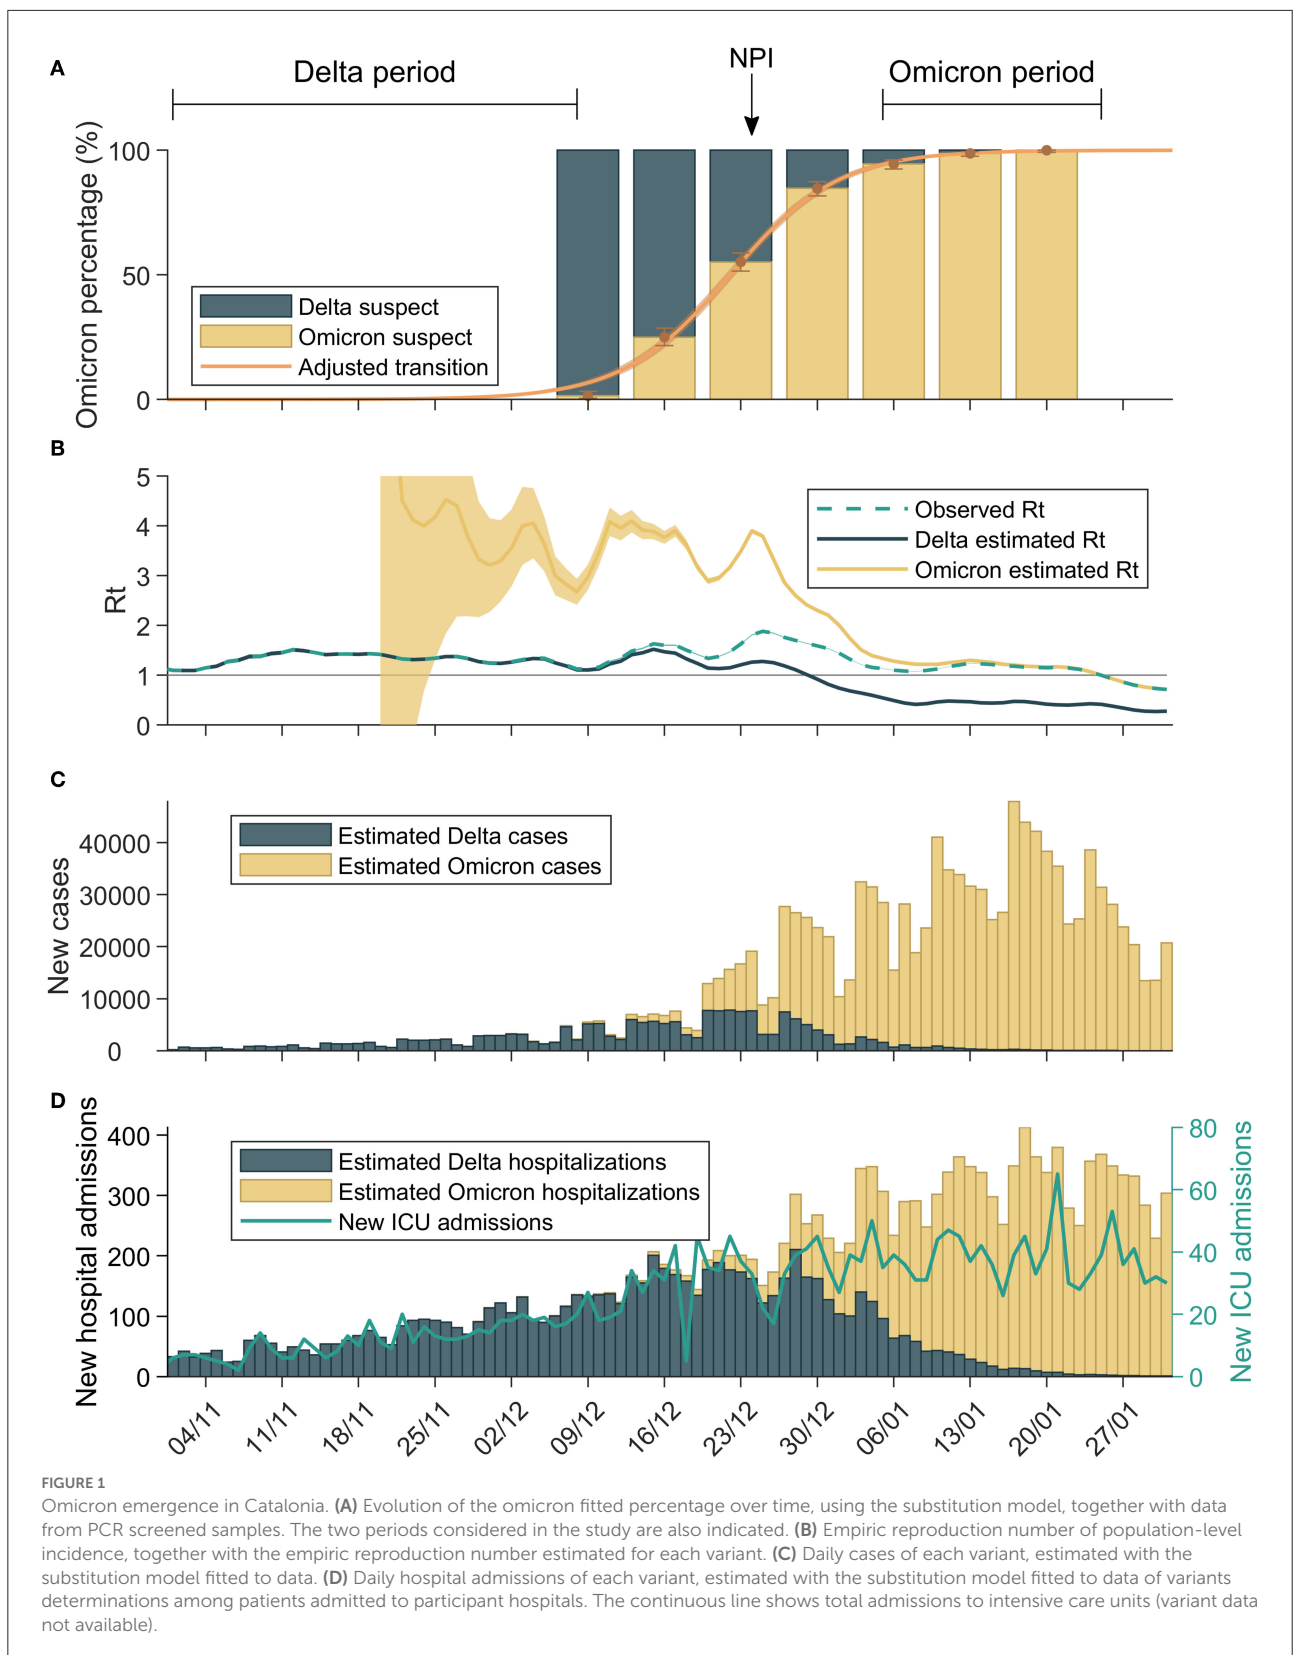 A
Delta period
NPI
Omicron period
Omicron percentage (%)
100
50
0
Delta suspect
Omicron suspect
Adjusted transition
B
Rt
5
4
3
2
1
0
Observed Rt
Delta estimated Rt
Omicron estimated Rt
C
New cases
40000
30000
20000
10000
0
Estimated Delta cases
Estimated Omicron cases
D
New hospital admissions
400
300
200
100
0
Estimated Delta hospitalizations
Estimated Omicron hospitalizations
New ICU admissions
80
60
40
20
0
New ICU admissions
04/11
11/11
18/11
25/11
02/12
09/12
16/12
23/12
30/12
06/01
13/01
20/01
27/01
FIGURE 1
Omicron emergence in Catalonia. (A) Evolution of the omicron fitted percentage over time, using the substitution model, together with data
from PCR screened samples. The two periods considered in the study are also indicated. (B) Empiric reproduction number of population-level
incidence, together with the empiric reproduction number estimated for each variant. (C) Daily cases of each variant, estimated with the
substitution model fitted to data. (D) Daily hospital admissions of each variant, estimated with the substitution model fitted to data of variants
determinations among patients admitted to participant hospitals. The continuous line shows total admissions to intensive care units (variant data
not available).